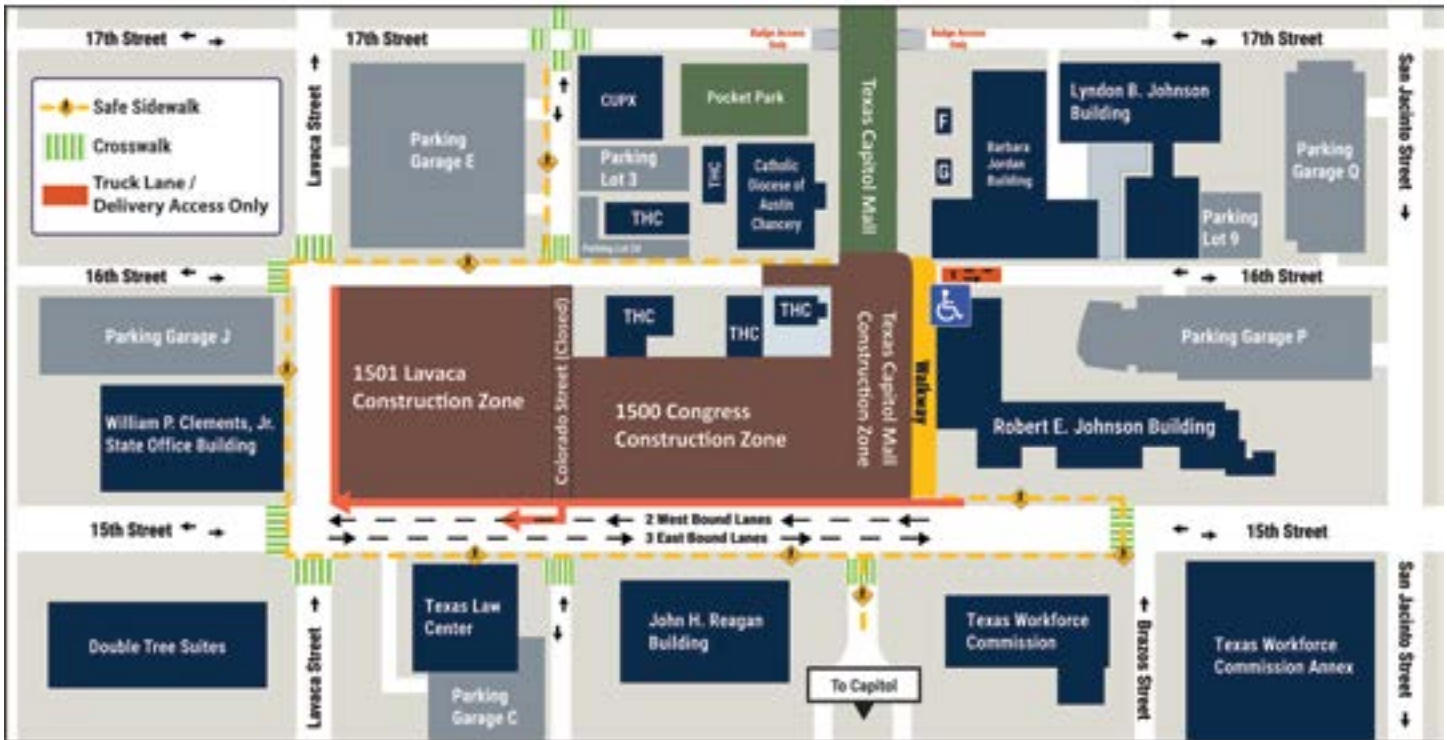 17th Street
17th Street
Badge Access
Only
Badge Access
Only
17th Street
Safe Sidewalk
Crosswalk
Truck Lane /
Delivery Access Only
Lavaca Street
Parking
Garage E
CUPX
Pocket Park
Texas Capitol Mall
F
G
Barbara
Jordan
Building
Lyndon B. Johnson
Building
Parking
Garage Q
San Jacinto Street
Parking
Lot 3
THC
Catholic
Diocese of
Austin
Chancery
THC
Parking
Lot 9
16th Street
16th Street
Parking Garage J
William P. Clements, Jr.
State Office Building
1501 Lavaca
Construction Zone
Colorado Street (Closed)
THC
THC
THC
1500 Congress
Construction Zone
Texas Capitol Mall
Construction Zone
Walkway
Parking Garage P
Robert E. Johnson Building
15th Street
2 West Bound Lanes
3 East Bound Lanes
15th Street
Double Tree Suites
Lavaca Street
Texas Law
Center
Parking
Garage C
John H. Reagan
Building
To Capitol
Texas Workforce
Commission
Brazos Street
Texas Workforce
Commission Annex
San Jacinto Street